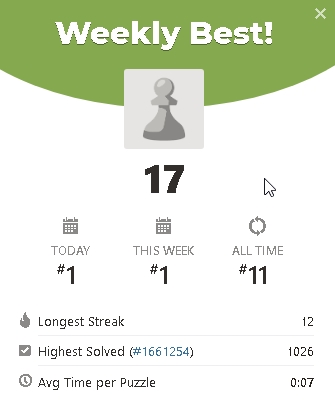 Weekly Best!
17
TODAY THIS WEEK ALL TIME
#1 #1 #11
Longest Streak 12
Highest Solved (#1661254) 1026
Avg Time per Puzzle 0:07